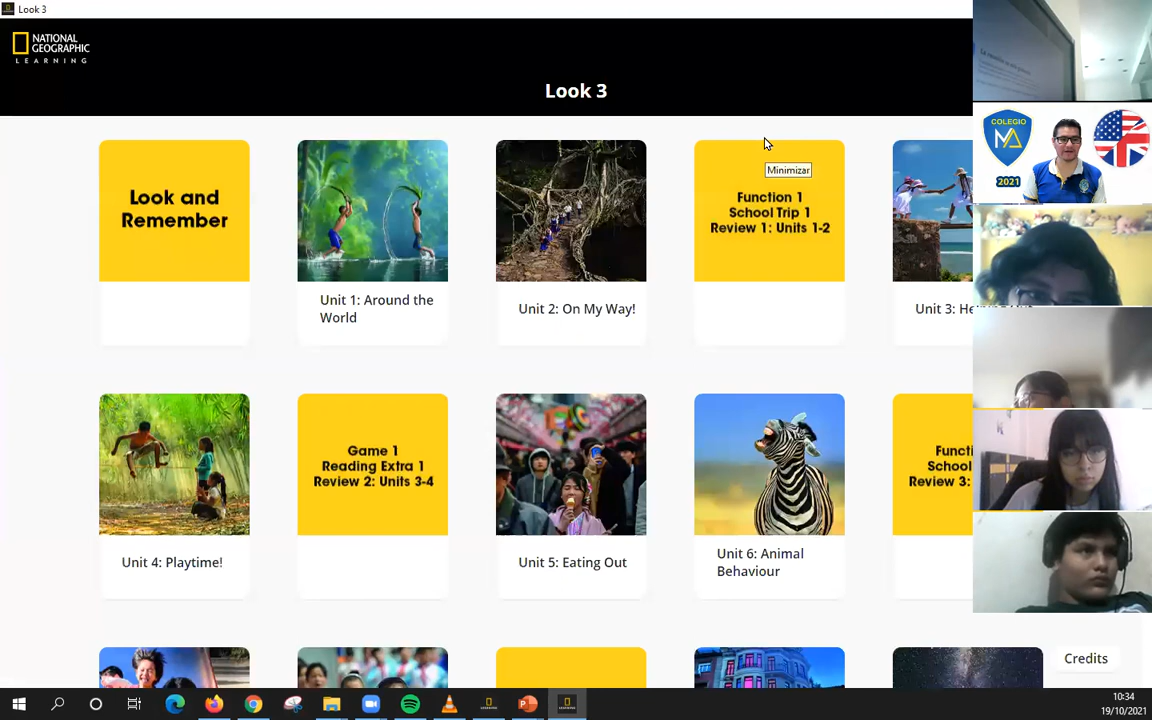 Look 3
NATIONAL
GEOGRAPHIC
LEARNING
Look 3
COLEGIO
MA
2021
Look and
Remember
Minimizar
Function 1
School Trip 1
Review 1: Units 1-2
Unit 1: Around the
World
Unit 2: On My Way!
Unit 3:
Game 1
Reading Extra 1
Review 2: Units 3-4
Review 3:
Unit 4: Playtime!
Unit 5: Eating Out
Unit 6: Animal
Behaviour
Credits
10:34
19/10/2021